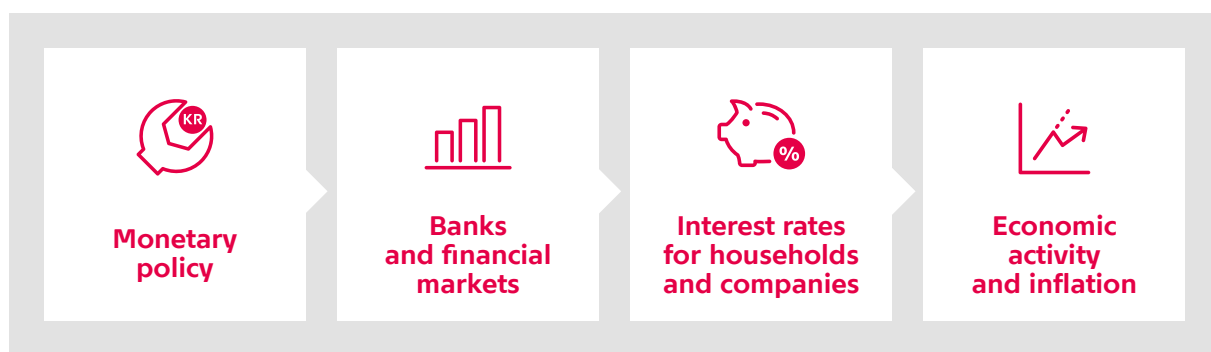 KR
Monetary
policy
Banks
and financial
markets
%
Interest rates
for households
and companies
Economic
activity
and inflation